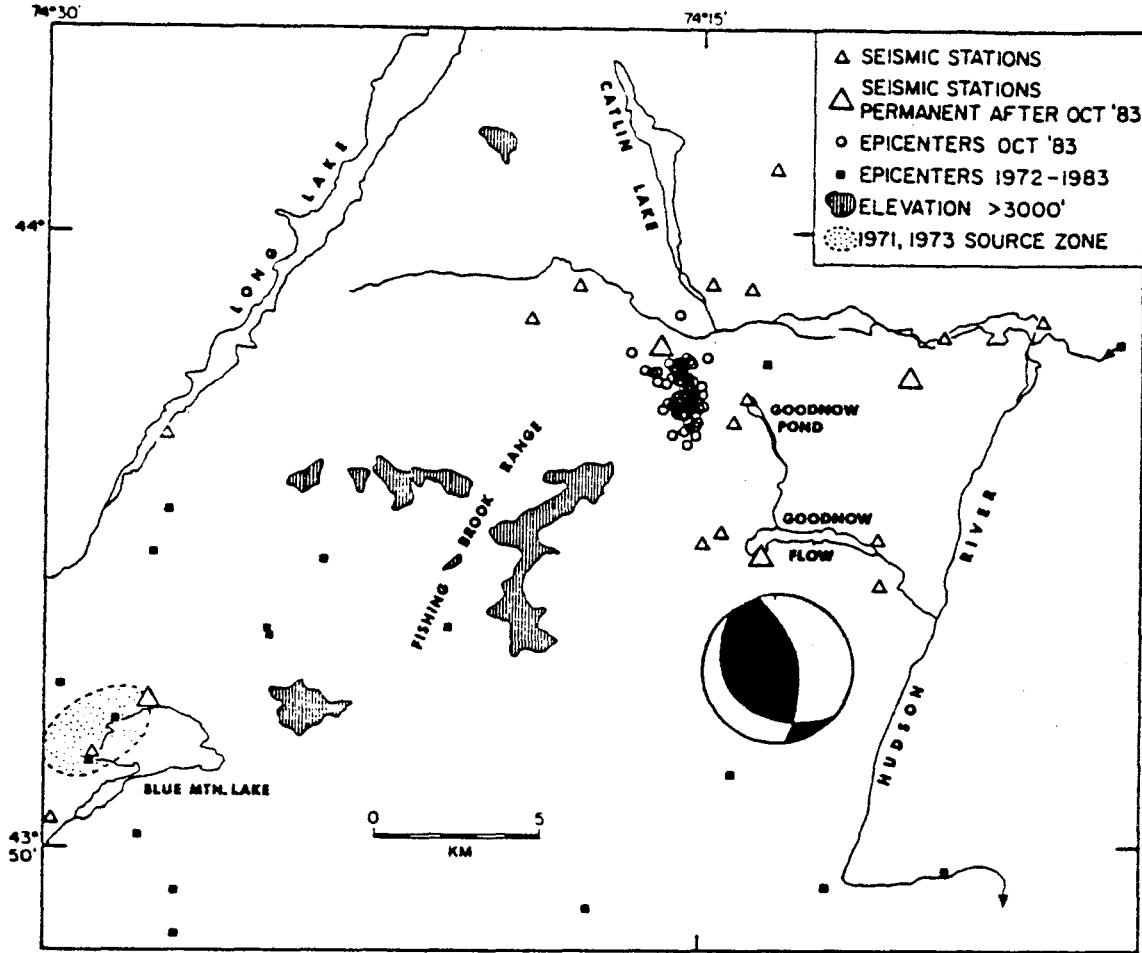 74°30'
74°15'
SEISMIC STATIONS
SEISMIC STATIONS
PERMANENT AFTER OCT '83
EPICENTERS OCT '83
EPICENTERS 1972-1983
ELEVATION >3000'
1971, 1973 SOURCE ZONE
LONG LAKE
CATLIN LAKE
44°
GOODNOW
POND
FISHING BROOK RANGE
GOODNOW
FLOW
HUDSON RIVER
BLUE MTN. LAKE
0 5
KM
43°
50'